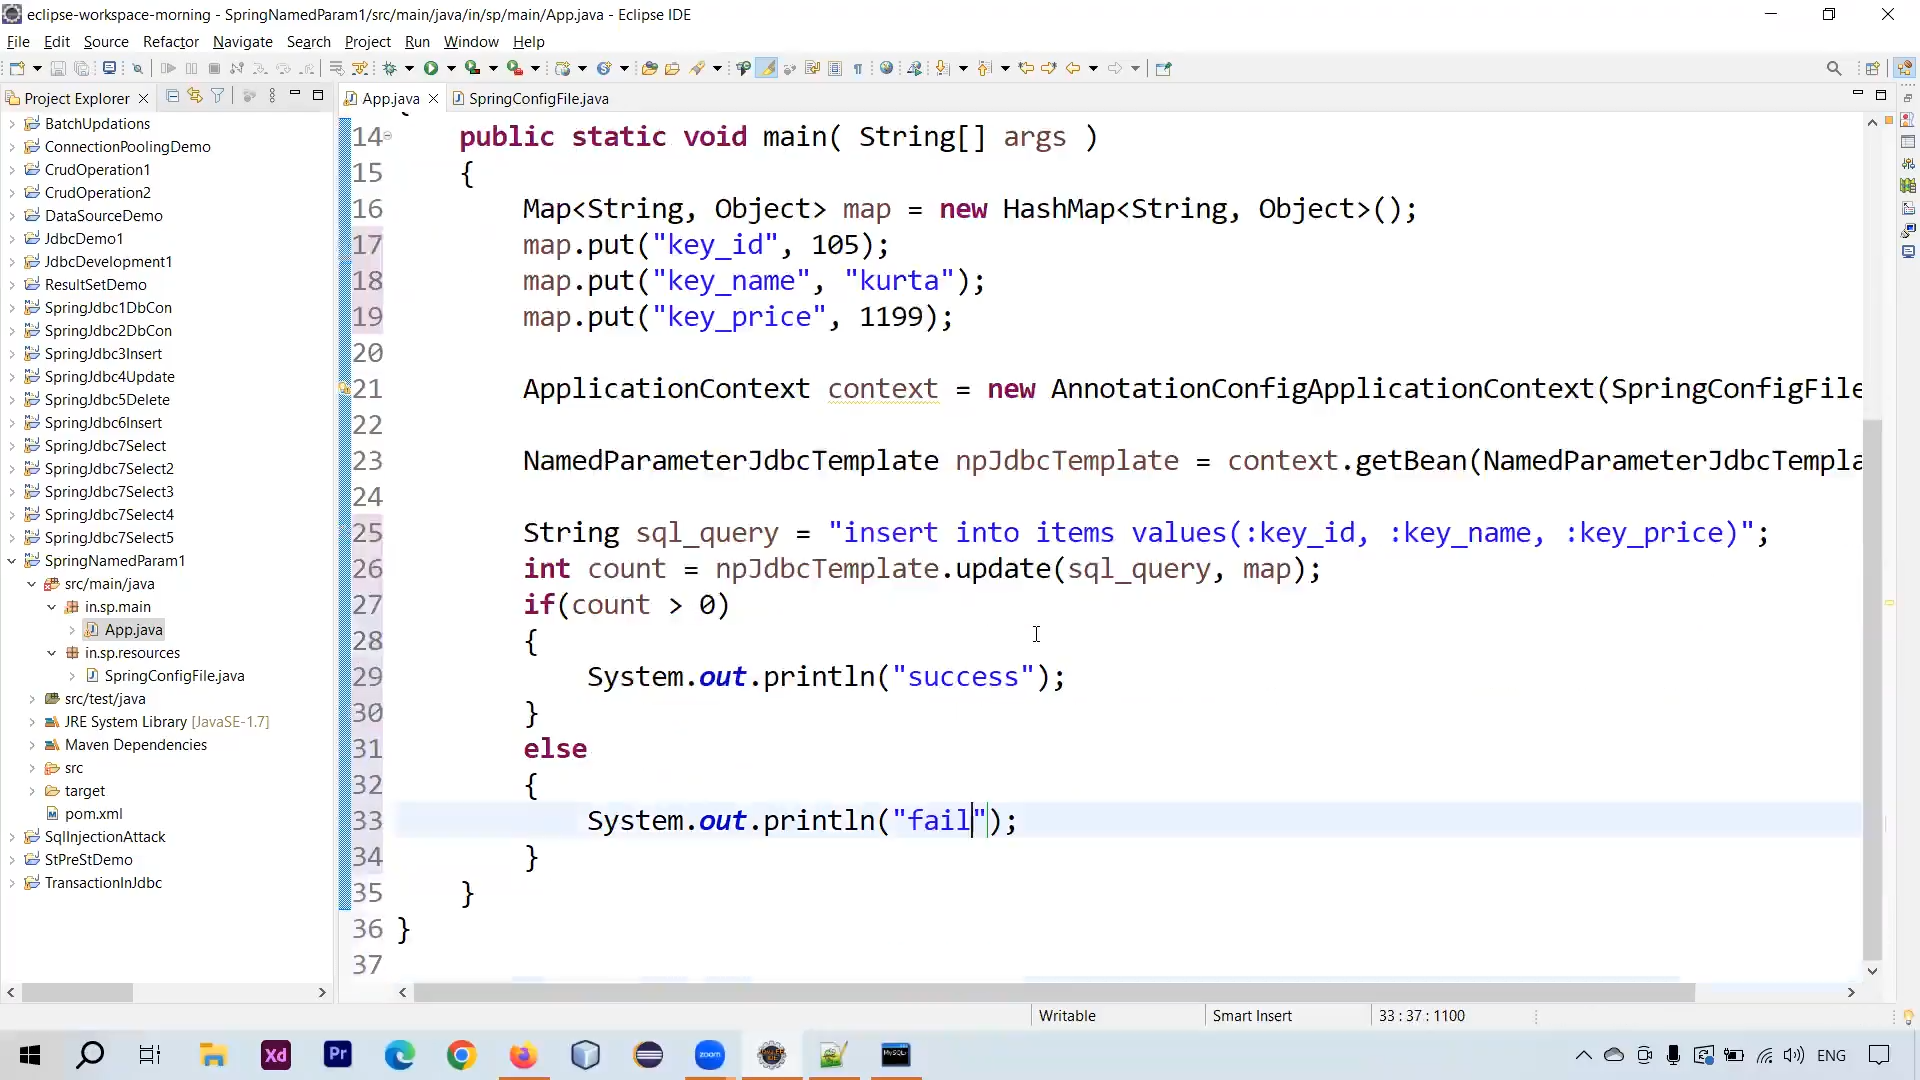 eclipse-workspace-morning - SpringNamedParam1/src/main/java/in/sp/main/App.java - Eclipse IDE
File Edit Source Refactor Navigate Search Project Run Window Help
Project Explorer
App.java
SpringConfigFile.java
BatchUpdations
ConnectionPoolingDemo
CrudOperation1
CrudOperation2
DataSourceDemo
JdbcDemo1
JdbcDevelopment1
ResultSetDemo
SpringJdbc1DbCon
SpringJdbc2DbCon
SpringJdbc3Insert
SpringJdbc4Update
SpringJdbc5Delete
SpringJdbc6Insert
SpringJdbc7Select
SpringJdbc7Select2
SpringJdbc7Select3
SpringJdbc7Select4
SpringJdbc7Select5
SpringNamedParam1
src/main/java
in.sp.main
App.java
in.sp.resources
SpringConfigFile.java
src/test/java
JRE System Library [JavaSE-1.7]
Maven Dependencies
src
target
pom.xml
SqlInjectionAttack
StPreStDemo
TransactionInJdbc
14 public static void main( String[] args )
15 {
16 Map<String, Object> map = new HashMap<String, Object>();
17 map.put("key_id", 105);
18 map.put("key_name", "kurta");
19 map.put("key_price", 1199);
20
21 ApplicationContext context = new AnnotationConfigApplicationContext(SpringConfigFile
22
23 NamedParameterJdbcTemplate npJdbcTemplate = context.getBean(NamedParameterJdbcTempla
24
25 String sql_query = "insert into items values(:key_id, :key_name, :key_price)";
26 int count = npJdbcTemplate.update(sql_query, map);
27 if(count > 0)
28 {
29 System.out.println("success");
30 }
31 else
32 {
33 System.out.println("fail");
34 }
35 }
36 }
37
Writable Smart Insert 33 : 37 : 1100
Xd Pr zoom MySQL ENG